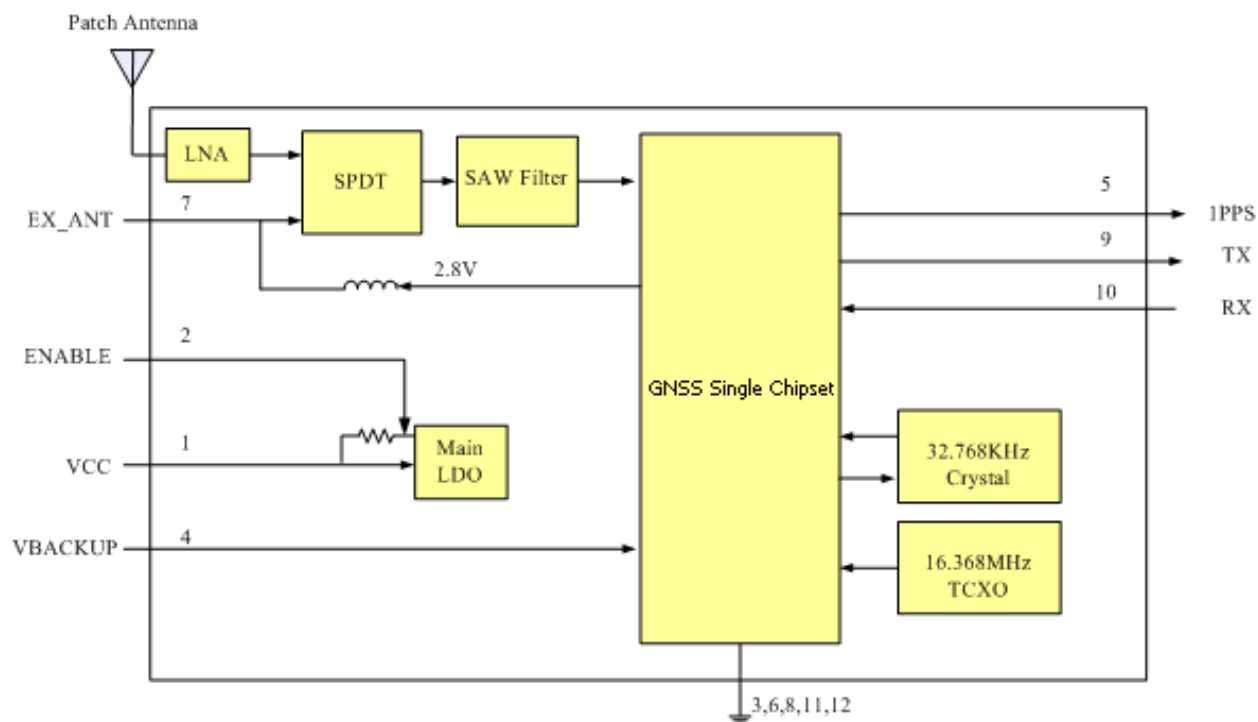 Patch Antenna
LNA
SPDT
SAW Filter
EX_ANT
7
2.8V
5
1PPS
9
TX
10
RX
ENABLE
2
GNSS Single Chipset
VCC
1
Main
LDO
32.768KHz
Crystal
VBACKUP
4
16.368MHz
TCXO
3,6,8,11,12